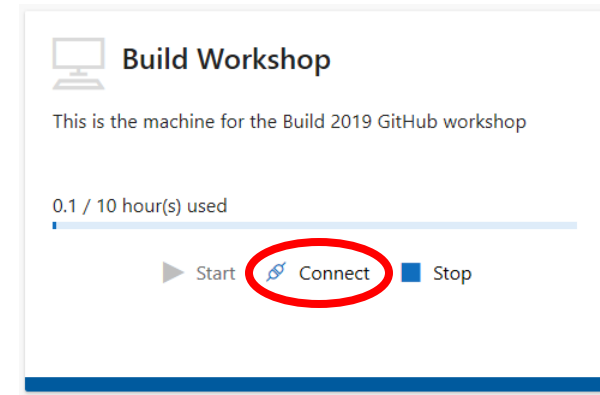 Build Workshop
This is the machine for the Build 2019 GitHub workshop
0.1 / 10 hour(s) used
Start Connect Stop